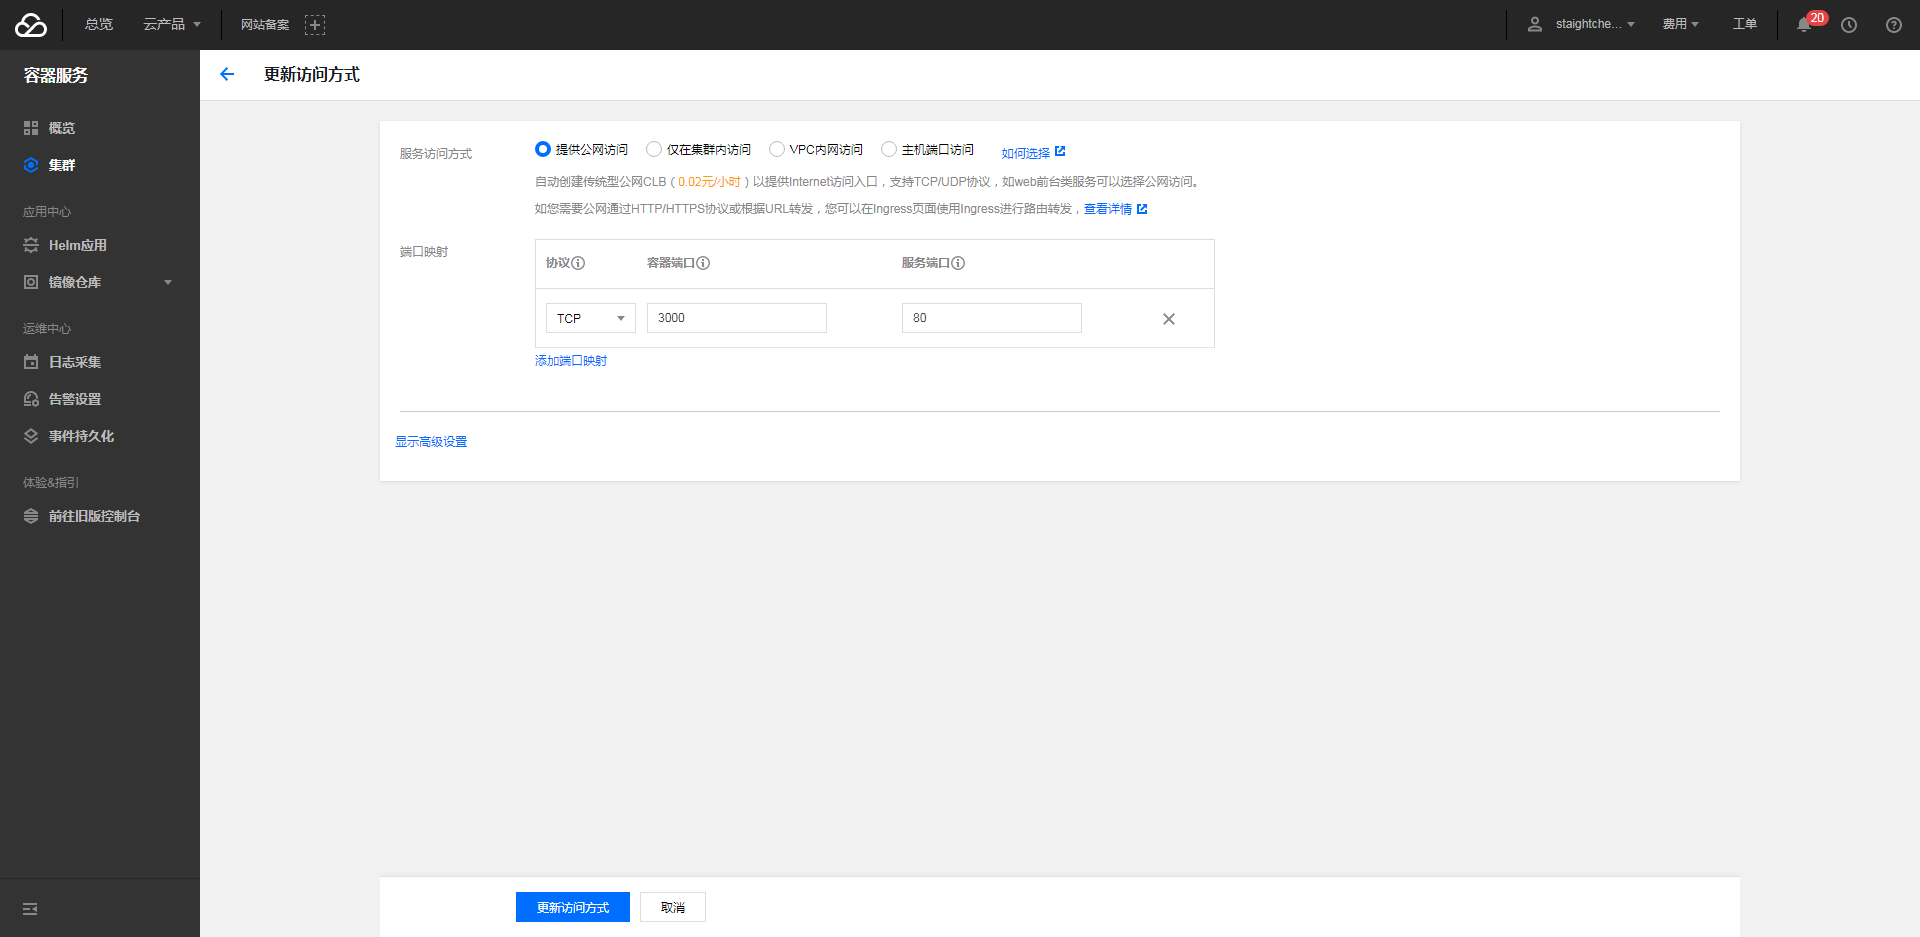 总览 云产品 网站备案 staightche... 费用 工单 20
容器服务
概览
集群
应用中心
Helm应用
镜像仓库
运维中心
日志采集
告警设置
事件持久化
体验&指引
前往旧版控制台
更新访问方式
服务访问方式 提供公网访问 仅在集群内访问 VPC内网访问 主机端口访问 如何选择
自动创建传统型公网CLB（0.02元/小时）以提供Internet访问入口，支持TCP/UDP协议，如web前台类服务可以选择公网访问。
如您需要公网通过HTTP/HTTPS协议或根据URL转发，您可以在Ingress页面使用Ingress进行路由转发，查看详情
端口映射
协议 容器端口 服务端口
TCP 3000 80
添加端口映射
显示高级设置
更新访问方式 取消